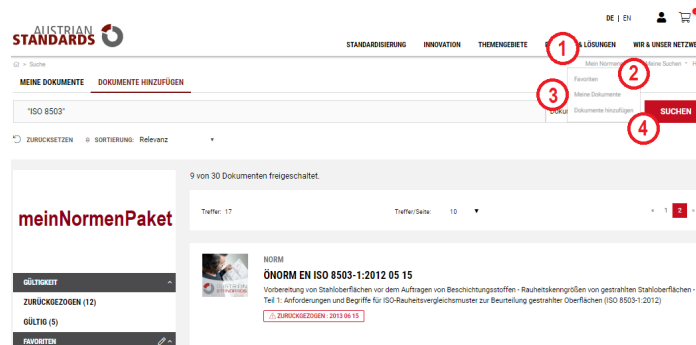 DE | EN
AUSTRIAN
STANDARDS
STANDARDISIERUNG INNOVATION THEMENGEBIETE & LÖSUNGEN WIR & UNSER NETZWE
> Suche
Mein Normen Meine Suchen H
1
2
MEINE DOKUMENTE DOKUMENTE HINZUFÜGEN
Favoriten
3
Meine Dokumente
"ISO 8503"
Dokumente hinzufügen
SUCHEN
4
ZURÜCKSETZEN SORTIERUNG: Relevanz
9 von 30 Dokumenten freigeschaltet.
meinNormenPaket
Treffer: 17 Treffer/Seite: 10 1 2
NORM
ÖNORM EN ISO 8503-1:2012 05 15
Vorbereitung von Stahloberflächen vor dem Auftragen von Beschichtungsstoffen - Rauheitskenngrößen von gestrahlten Stahloberflächen -
Teil 1: Anforderungen und Begriffe für ISO-Rauheitsvergleichsmuster zur Beurteilung gestrahlter Oberflächen (ISO 8503-1:2012)
ZURÜCKGEZOGEN : 2013 06 15
GÜLTIGKEIT
ZURÜCKGEZOGEN (12)
GÜLTIG (5)
FAVORITEN